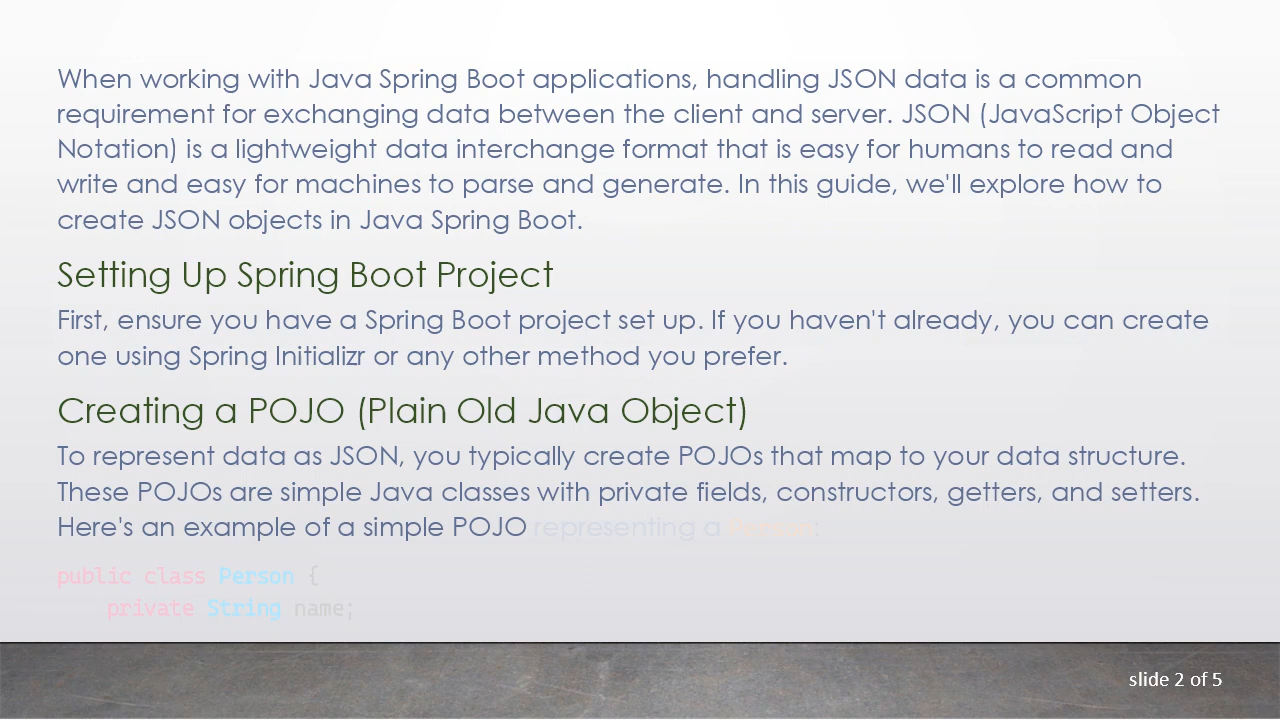 When working with Java Spring Boot applications, handling JSON data is a common
requirement for exchanging data between the client and server. JSON (JavaScript Object
Notation) is a lightweight data interchange format that is easy for humans to read and
write and easy for machines to parse and generate. In this guide, we'll explore how to
create JSON objects in Java Spring Boot.
Setting Up Spring Boot Project
First, ensure you have a Spring Boot project set up. If you haven't already, you can create
one using Spring Initializr or any other method you prefer.
Creating a POJO (Plain Old Java Object)
To represent data as JSON, you typically create POJOs that map to your data structure.
These POJOs are simple Java classes with private fields, constructors, getters, and setters.
Here's an example of a simple POJO representing a
public class Person {
    private String name;
slide 2 of 5